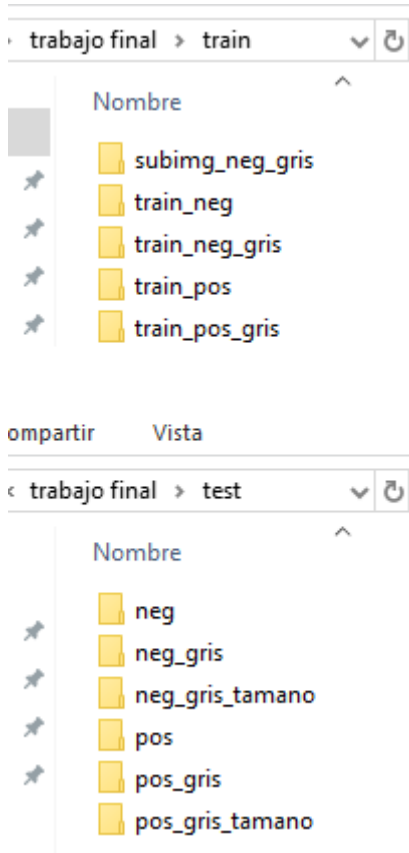 trabajo final > train
Nombre
subimg_neg_gris
train_neg
train_neg_gris
train_pos
train_pos_gris
ompartir Vista
trabajo final > test
Nombre
neg
neg_gris
neg_gris_tamano
pos
pos_gris
pos_gris_tamano